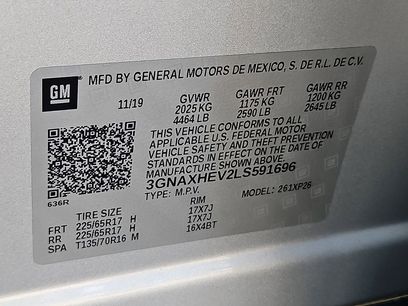 GM
MFD BY GENERAL MOTORS DE MEXICO, S. DE R.L. DE C.V.
11/19 GVWR GAWR FRT GAWR RR
2025 KG 1175 KG 1200 KG
4464 LB 2590 LB 2645 LB
THIS VEHICLE CONFORMS TO ALL
APPLICABLE U.S. FEDERAL MOTOR
VEHICLE SAFETY AND THEFT PREVENTION
STANDARDS IN EFFECT ON THE DATE OF
MANUFACTURE SHOWN ABOVE.
3GNAXHEV2LS591696
636R TYPE: M.P.V. MODEL: 261XP26
TIRE SIZE RIM
FRT 225/65R17 H 17X7J
RR 225/65R17 H 17X7J
SPA T135/70R16 M 16X4BT